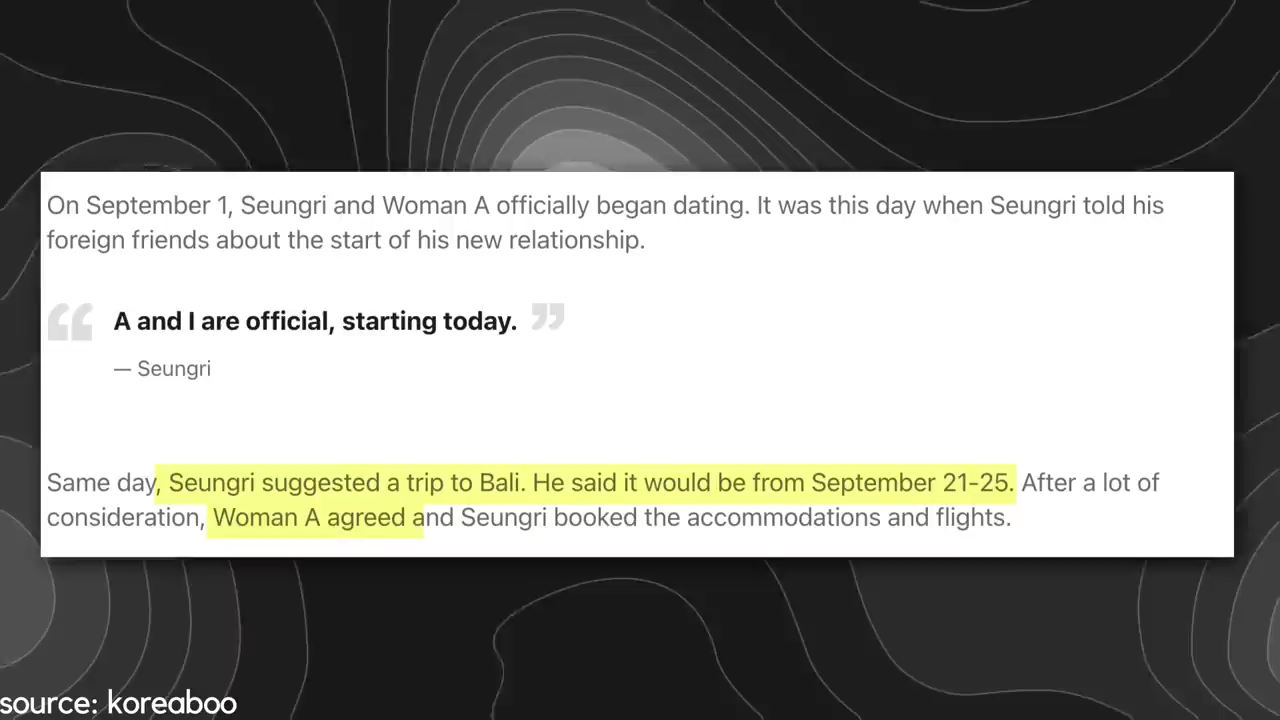 On September 1, Seungri and Woman A officially began dating. It was this day when Seungri told his
foreign friends about the start of his new relationship.
“ A and I are official, starting today. ”
— Seungri
Same day, Seungri suggested a trip to Bali. He said it would be from September 21-25. After a lot of
consideration, Woman A agreed and Seungri booked the accommodations and flights.
source: koreaboo